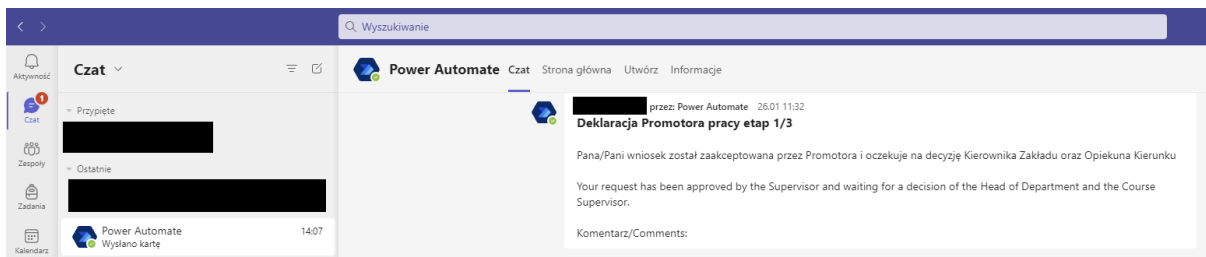 Wyszukiwanie
Aktywność
Czat
Zespoły
Zadania
Kalendarz
1
Czat
Przypięte
Ostatnie
Power Automate 14:07
Wysłano kartę
Power Automate Czat Strona główna Utwórz Informacje
przez: Power Automate 26.01 11:32
Deklaracja Promotora pracy etap 1/3
Pana/Pani wniosek został zaakceptowana przez Promotora i oczekuje na decyzję Kierownika Zakładu oraz Opiekuna Kierunku
Your request has been approved by the Supervisor and waiting for a decision of the Head of Department and the Course
Supervisor.
Komentarz/Comments: